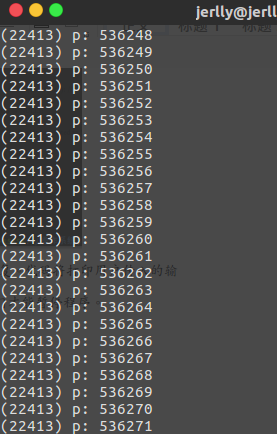 jerlly@jerll
(22413) p: 536248
(22413) p: 536249
(22413) p: 536250
(22413) p: 536251
(22413) p: 536252
(22413) p: 536253
(22413) p: 536254
(22413) p: 536255
(22413) p: 536256
(22413) p: 536257
(22413) p: 536258
(22413) p: 536259
(22413) p: 536260
(22413) p: 536261
(22413) p: 536262
(22413) p: 536263
(22413) p: 536264
(22413) p: 536265
(22413) p: 536266
(22413) p: 536267
(22413) p: 536268
(22413) p: 536269
(22413) p: 536270
(22413) p: 536271